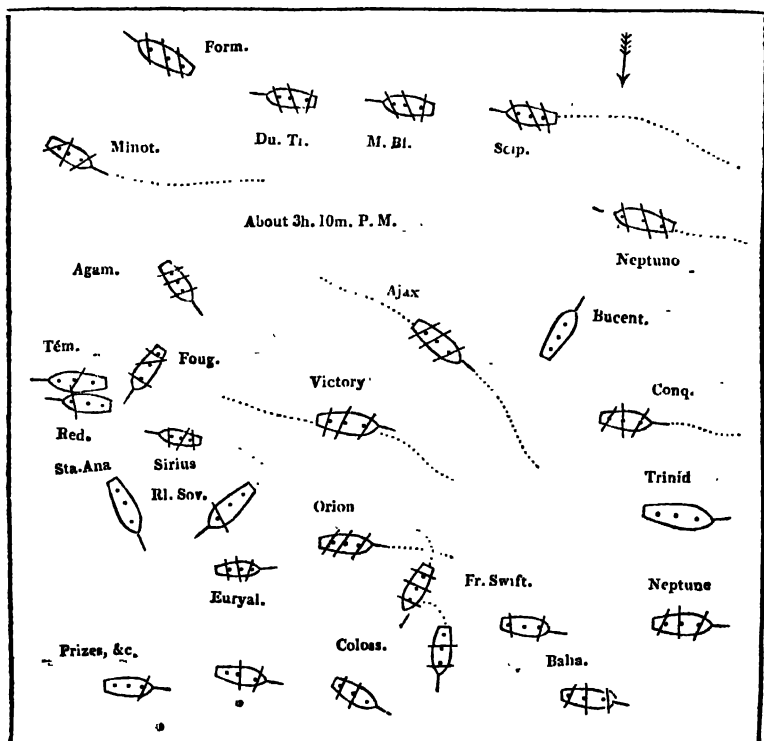 Form.
Du. Ti.
M. Bl.
Scip.
Minot.
About 3h. 10m. P. M.
Neptuno
Agam.
Ajax
Bucent.
Tém.
Foug.
Victory
Conq.
Red.
Sirius
Sta. Ana
Rl. Sov.
Trinid
Orion
Euryal.
Fr. Swift.
Neptune
Prizes, &c.
Coloss.
Baha.